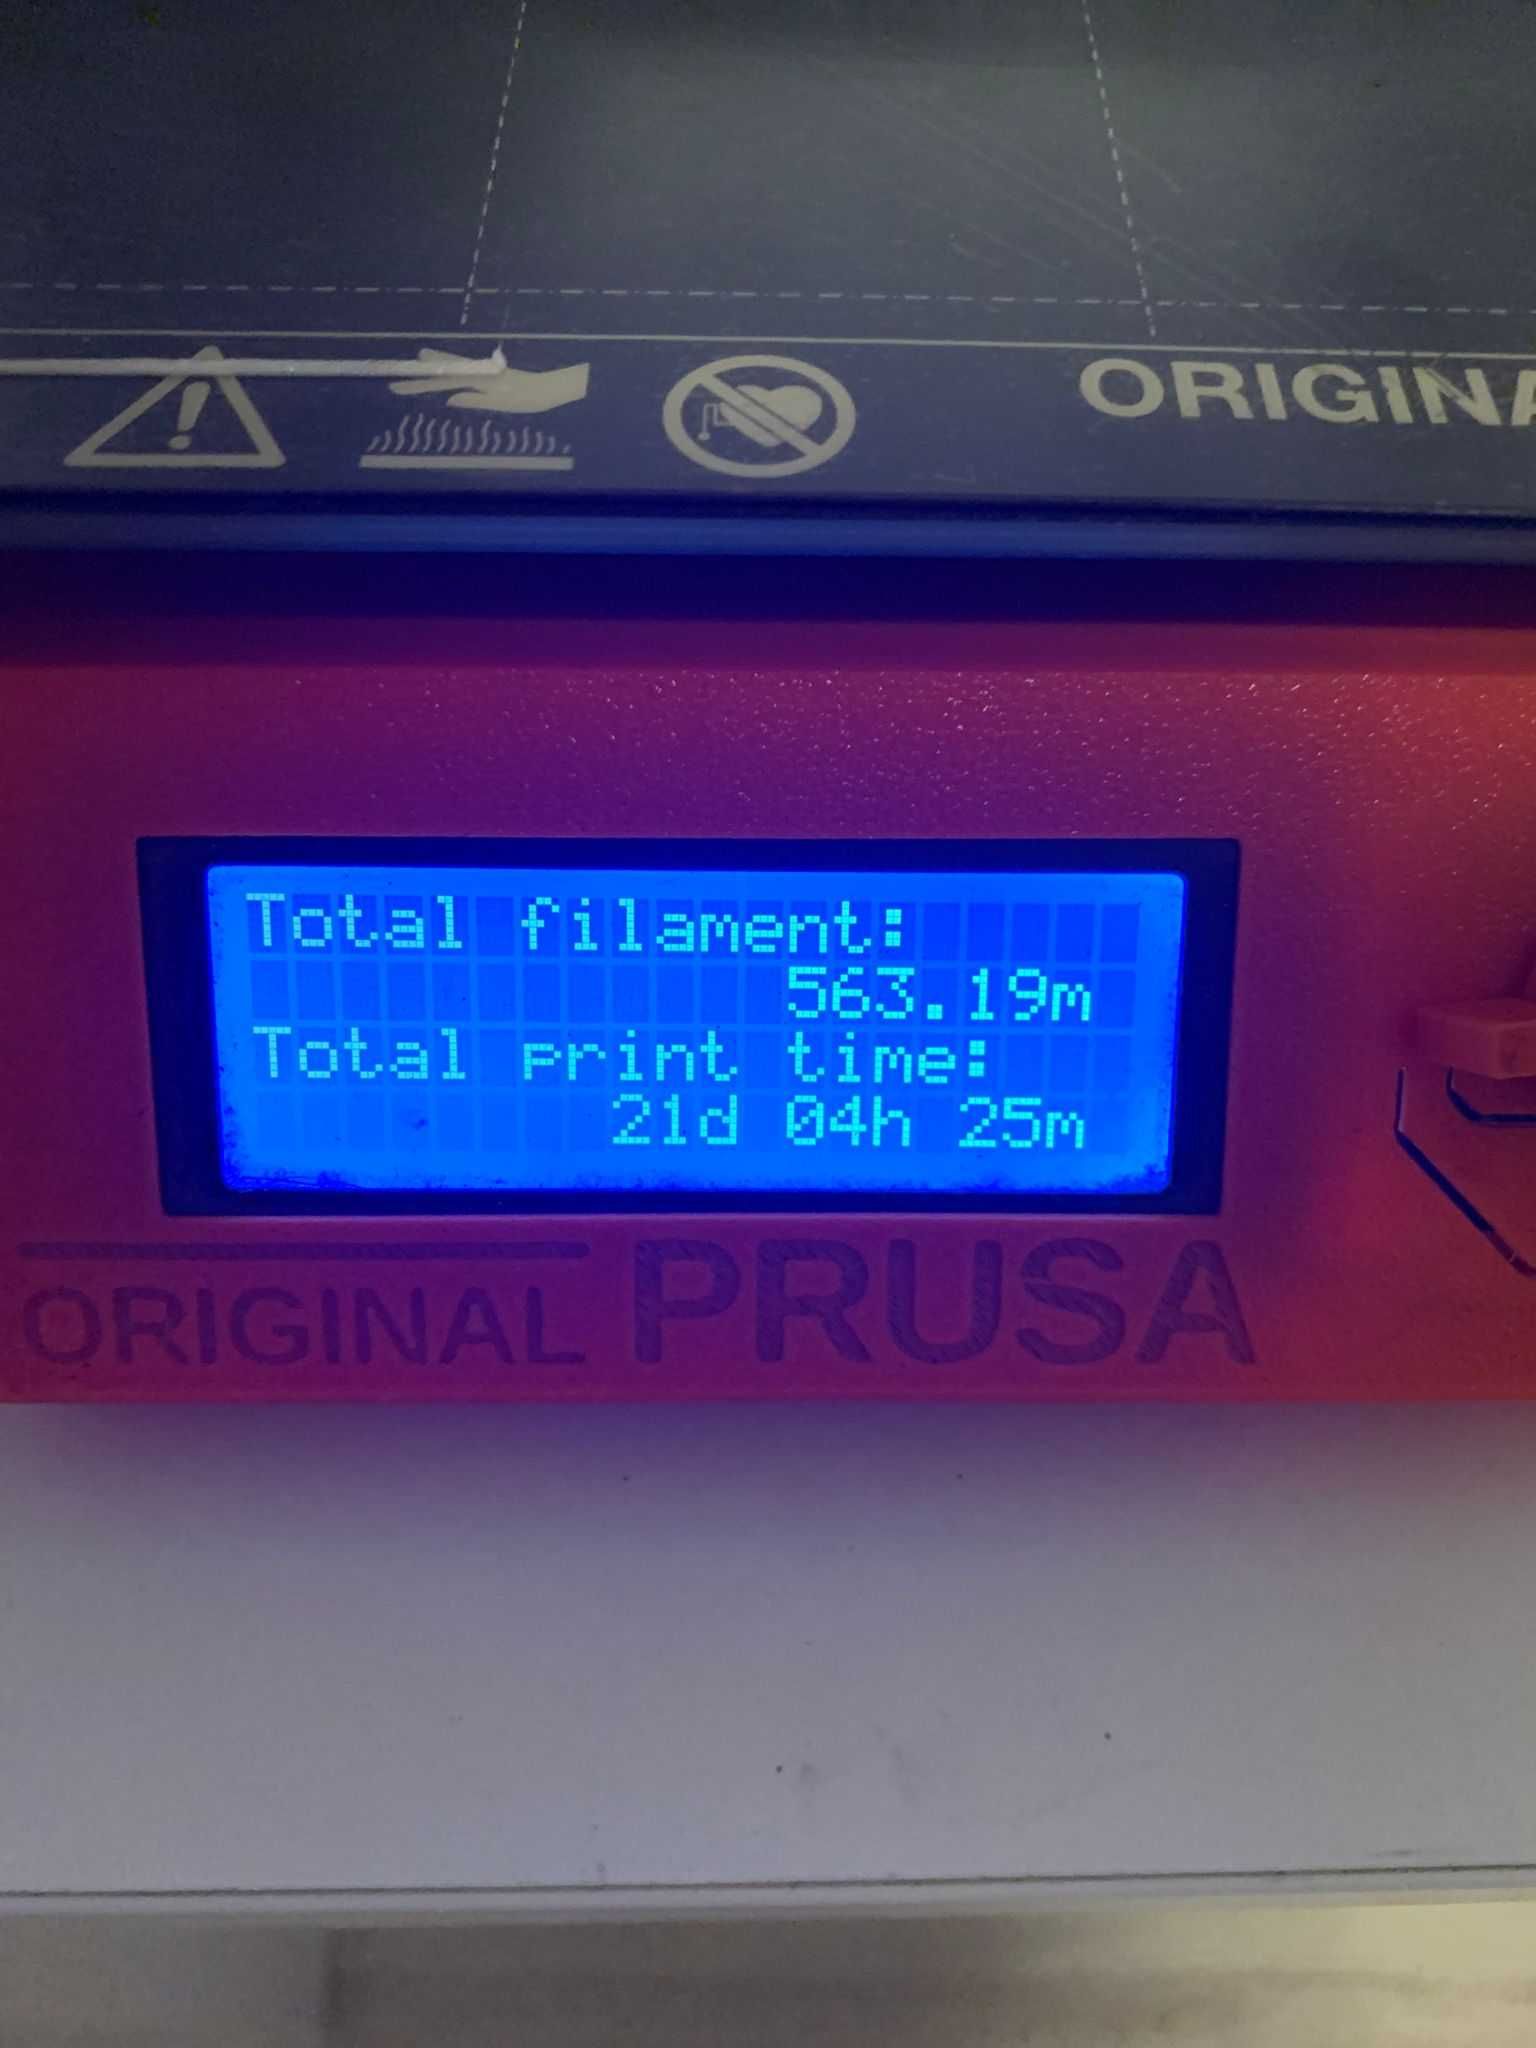 ORIGINA
Total filament:
563.19m
Total print time:
21d 04h 25m
ORIGINAL PRUSA